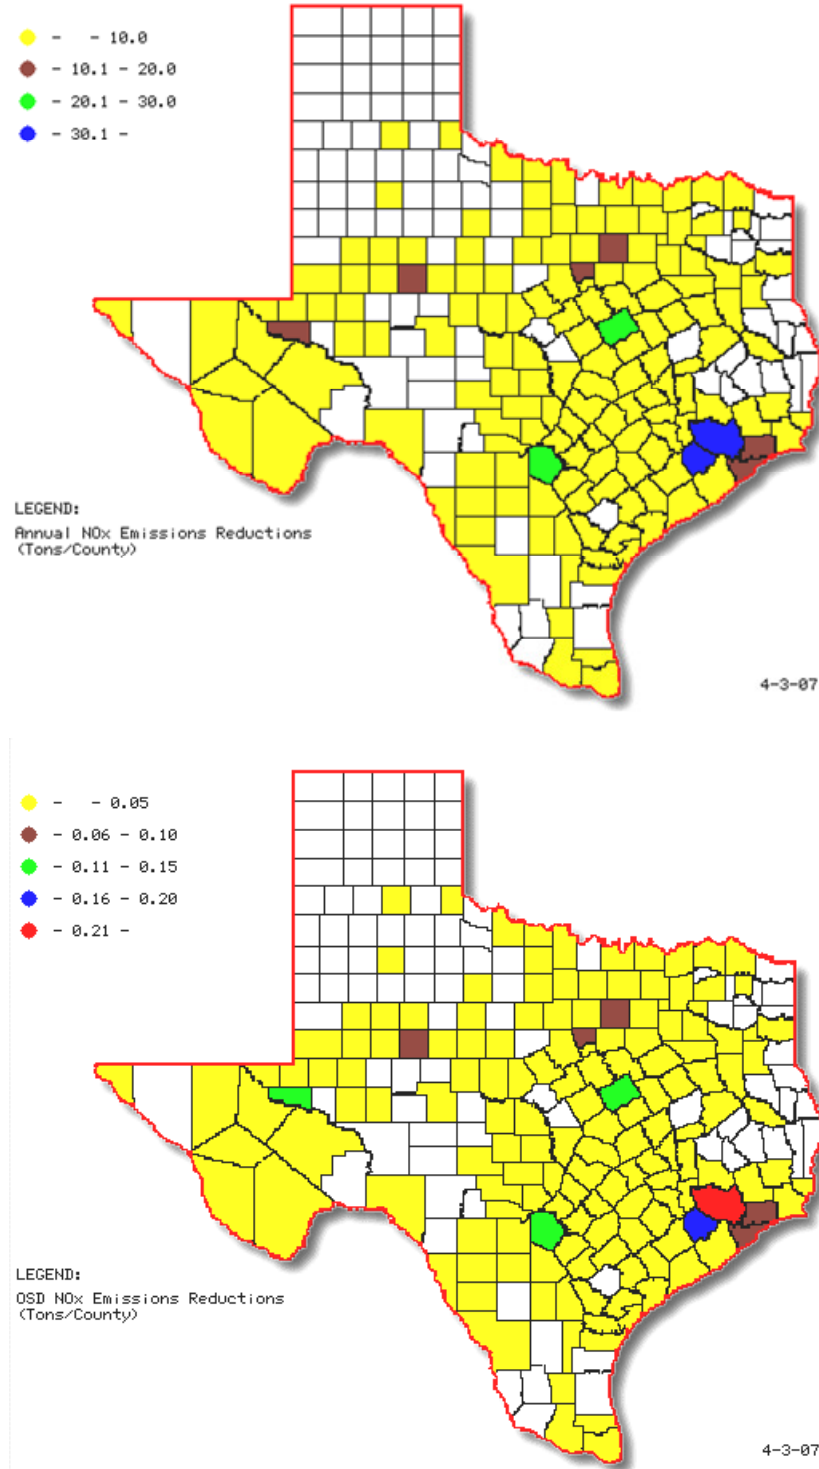 - - 10.0
- 10.1 - 20.0
- 20.1 - 30.0
- 30.1 -
LEGEND:
Annual NOx Emissions Reductions
(Tons/County)
4-3-07
- - 0.05
- 0.06 - 0.10
- 0.11 - 0.15
- 0.16 - 0.20
- 0.21 -
LEGEND:
OSD NOx Emissions Reductions
(Tons/County)
4-3-07